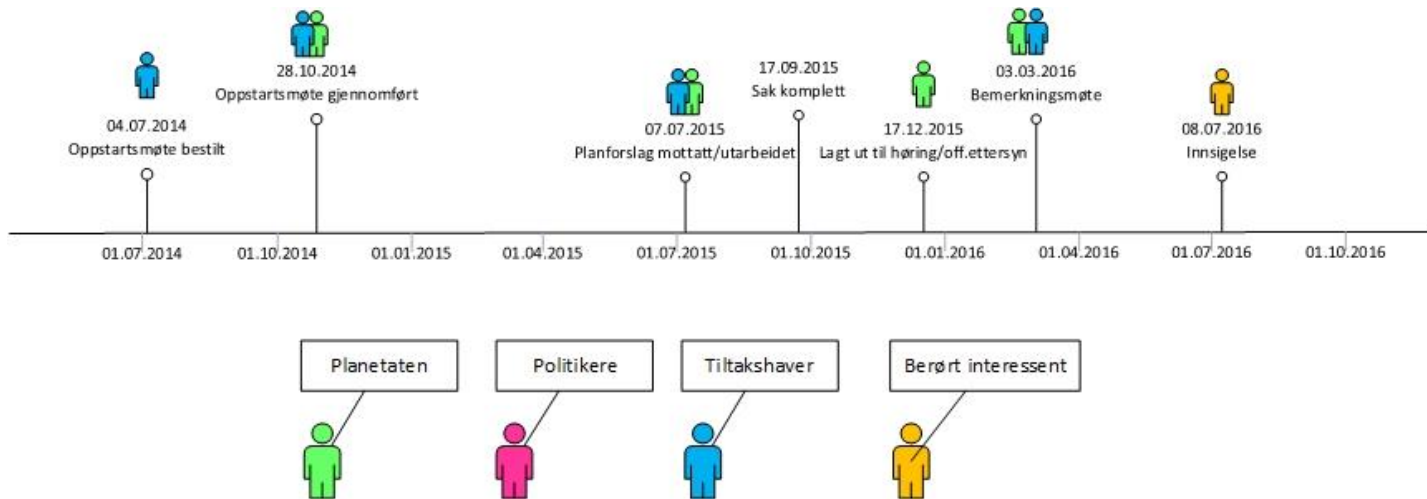 28.10.2014
Oppstartsmøte gjennomført
17.09.2015
Sak komplett
03.03.2016
Bemerkningsmøte
04.07.2014
Oppstartsmøte bestilt
07.07.2015
Planforslag mottatt/utarbeidet
17.12.2015
Lagt ut til høring/off.ettersyn
08.07.2016
Innsigelse
01.07.2014
01.10.2014
01.01.2015
01.04.2015
01.07.2015
01.10.2015
01.01.2016
01.04.2016
01.07.2016
01.10.2016
Planetaten
Politikere
Tiltakshaver
Berørt interessent